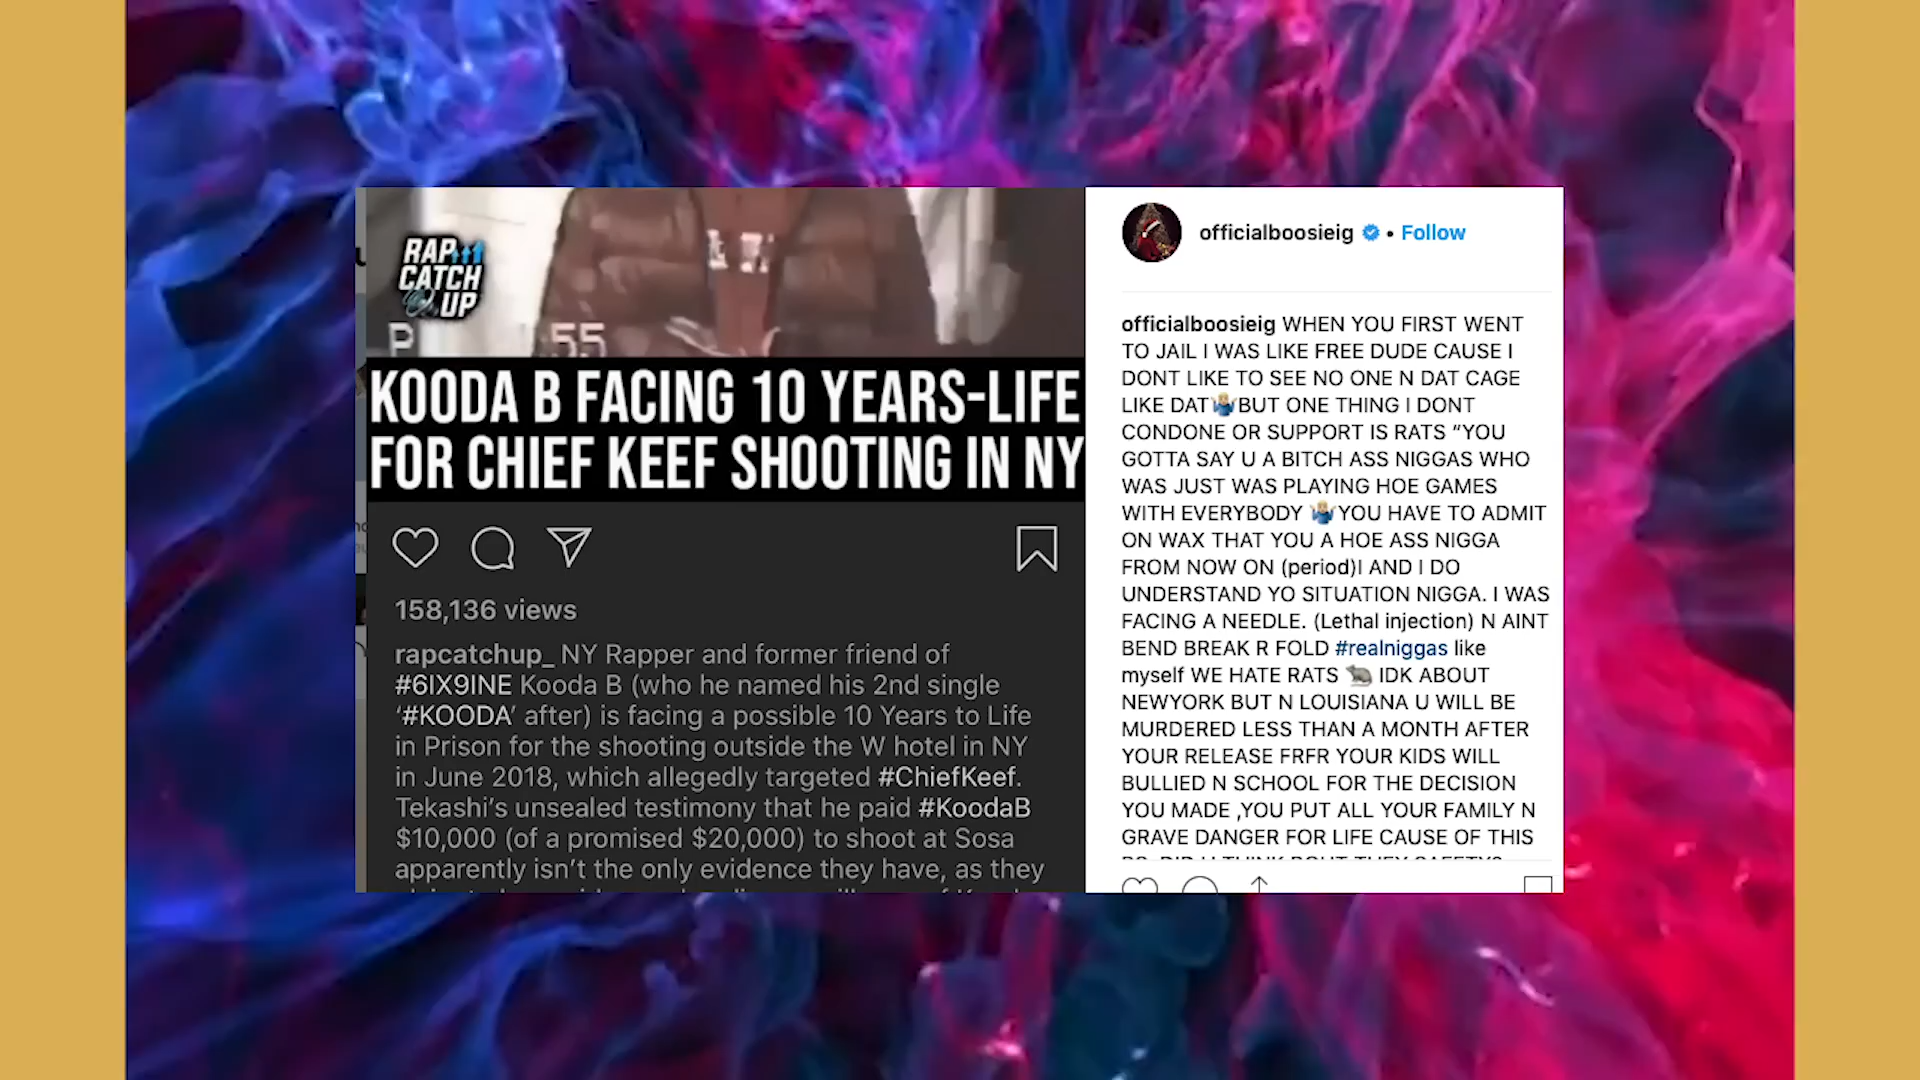 RAP
CATCH
UP
P
:55
KOODA B FACING 10 YEARS-LIFE
FOR CHIEF KEEF SHOOTING IN NY
158,136 views
rapcatchup_ NY Rapper and former friend of
#6IX9INE Kooda B (who he named his 2nd single
‘#KOODA’ after) is facing a possible 10 Years to Life
in Prison for the shooting outside the W hotel in NY
in June 2018, which allegedly targeted #ChiefKeef.
Tekashi’s unsealed testimony that he paid #KoodaB
$10,000 (of a promised $20,000) to shoot at Sosa
apparently isn’t the only evidence they have, as they
officialboosieig • Follow
officialboosieig WHEN YOU FIRST WENT
TO JAIL I WAS LIKE FREE DUDE CAUSE I
DONT LIKE TO SEE NO ONE N DAT CAGE
LIKE DAT🤷🏼‍♂️BUT ONE THING I DONT
CONDONE OR SUPPORT IS RATS “YOU
GOTTA SAY U A BITCH ASS NIGGAS WHO
WAS JUST WAS PLAYING HOE GAMES
WITH EVERYBODY 🤷🏼‍♂️YOU HAVE TO ADMIT
ON WAX THAT YOU A HOE ASS NIGGA
FROM NOW ON (period)I AND I DO
UNDERSTAND YO SITUATION NIGGA. I WAS
FACING A NEEDLE. (Lethal injection) N AINT
BEND BREAK R FOLD #realniggas like
myself WE HATE RATS 🐀 IDK ABOUT
NEWYORK BUT N LOUISIANA U WILL BE
MURDERED LESS THAN A MONTH AFTER
YOUR RELEASE FRFR YOUR KIDS WILL
BULLIED N SCHOOL FOR THE DECISION
YOU MADE ,YOU PUT ALL YOUR FAMILY N
GRAVE DANGER FOR LIFE CAUSE OF THIS